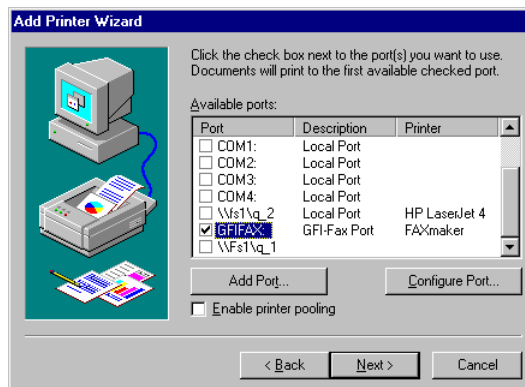 Add Printer Wizard
Click the check box next to the port(s) you want to use.
Documents will print to the first available checked port.
Available ports:
Port Description Printer
COM1: Local Port
COM2: Local Port
COM3: Local Port
COM4: Local Port
\\fs1\q_2 Local Port HP LaserJet 4
GFIFAX: GFI-Fax Port FAXmaker
\\Fs1\q_1
Add Port... Configure Port...
Enable printer pooling
< Back Next > Cancel